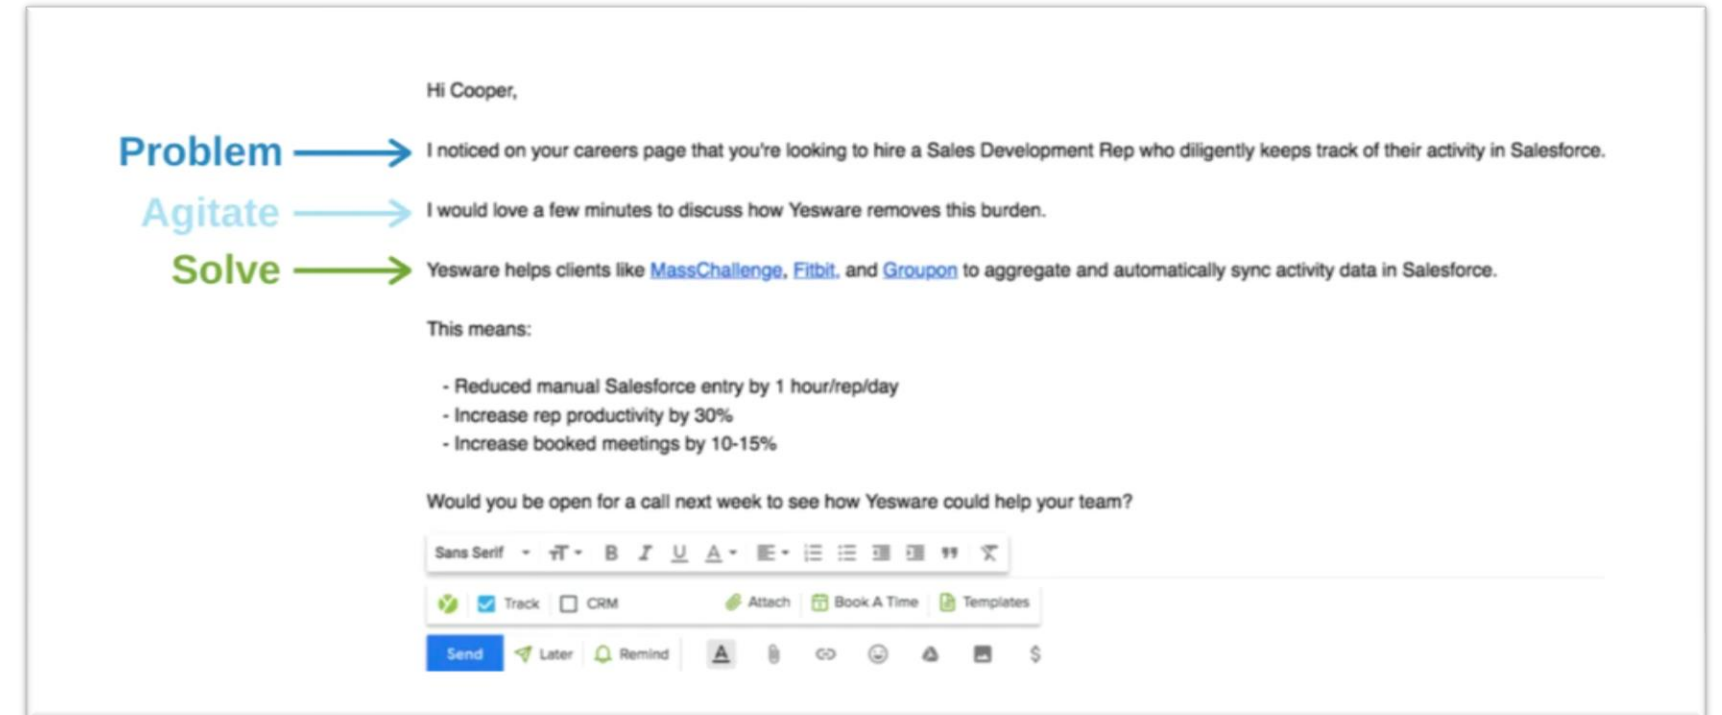 Hi Cooper,
Problem
I noticed on your careers page that you're looking to hire a Sales Development Rep who diligently keeps track of their activity in Salesforce.
Agitate
I would love a few minutes to discuss how Yesware removes this burden.
Solve
Yesware helps clients like MassChallenge, Fitbit, and Groupon to aggregate and automatically sync activity data in Salesforce.
This means:
- Reduced manual Salesforce entry by 1 hour/rep/day
- Increase rep productivity by 30%
- Increase booked meetings by 10-15%
Would you be open for a call next week to see how Yesware could help your team?
Sans Serif
Track CRM Attach Book A Time Templates
Send Later Remind